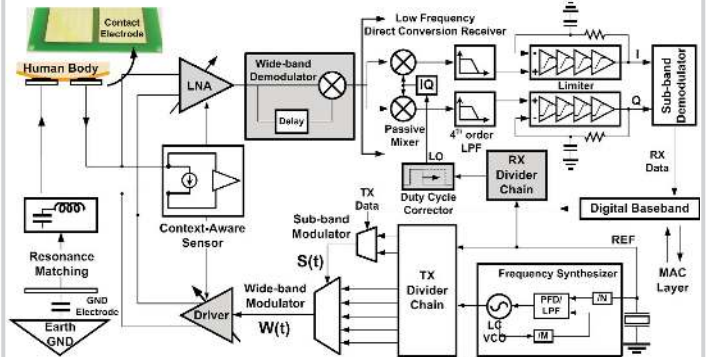 Contact
Electrode
Human Body
LNA
Wide-band
Demodulator
Delay
Low Frequency
Direct Conversion Receiver
IQ
Passive
Mixer
4Th order
LPF
Limiter
I
Q
Sub-band
Demodulator
LO
Duty Cycle
Corrector
RX
Divider
Chain
RX
Data
Digital Baseband
MAC
Layer
REF
Context-Aware
Sensor
TX
Data
Sub-band
Modulator
S(t)
Wide-band
Modulator
W(t)
Driver
TX
Divider
Chain
Frequency Synthesizer
LC
VCO
PFD/
LPF
/N
/M
Resonance
Matching
GND
Electrode
Earth
GND